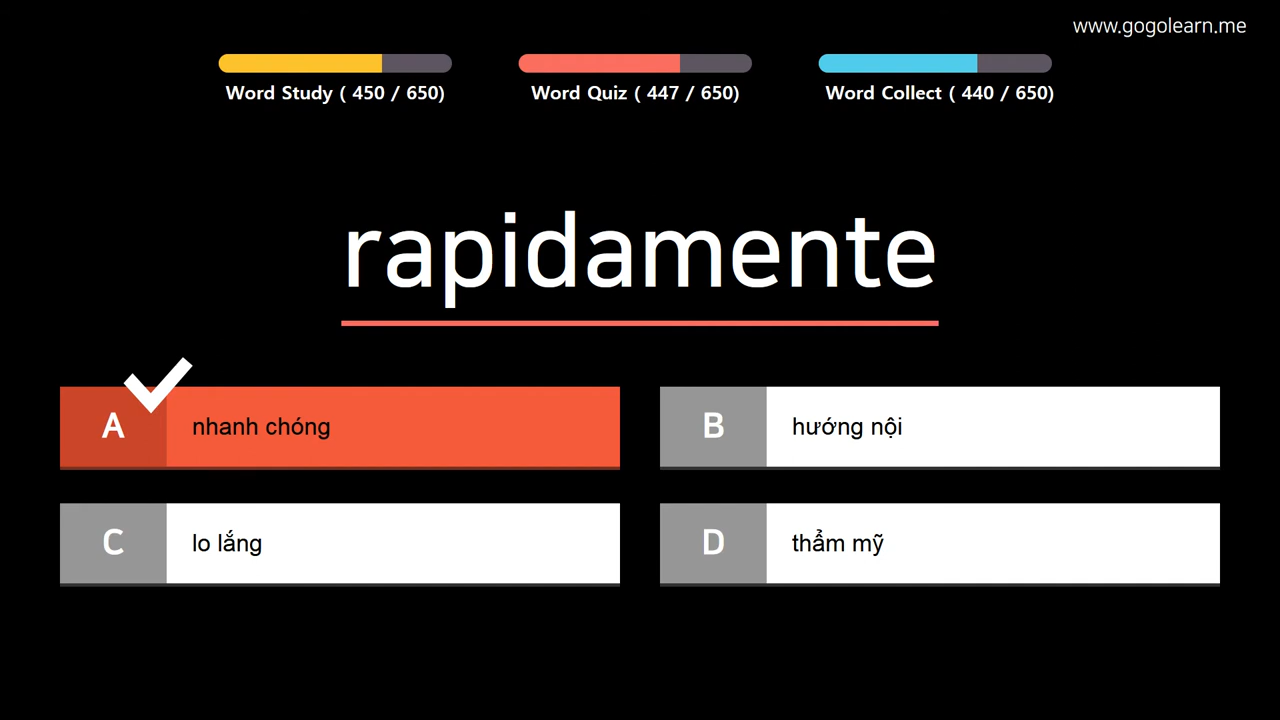 www.gogolearn.me
Word Study ( 450 / 650)
Word Quiz ( 447 / 650)
Word Collect ( 440 / 650)
rapidamente
A nhanh chóng
B hướng nội
C lo lắng
D thẩm mỹ